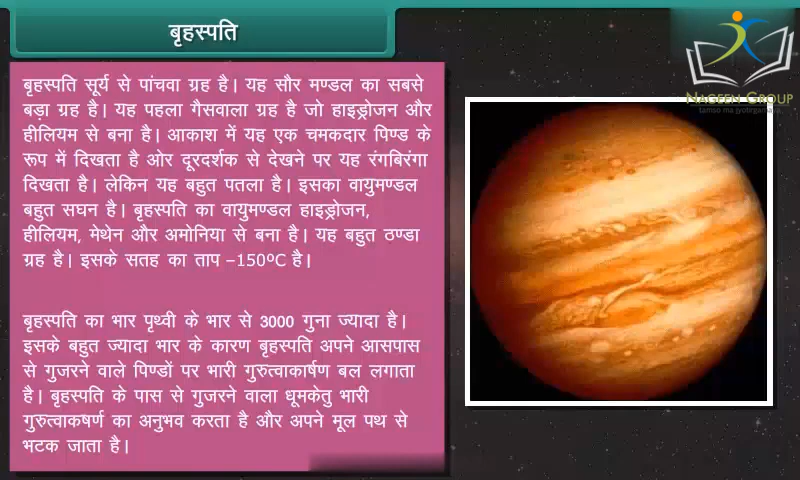 बृहस्पति
NAGEEN GROUP
tamso ma jyotirgamaya
बृहस्पति सूर्य से पांचवा ग्रह है। यह सौर मण्डल का सबसे
बड़ा ग्रह है। यह पहला गैसवाला ग्रह है जो हाइड्रोजन और
हीलियम से बना है। आकाश में यह एक चमकदार पिण्ड के
रूप में दिखता है ओर दूरदर्शक से देखने पर यह रंगबिरंगा
दिखता है। लेकिन यह बहुत पतला है। इसका वायुमण्डल
बहुत सघन है। बृहस्पति का वायुमण्डल हाइड्रोजन,
हीलियम, मेथेन और अमोनिया से बना है। यह बहुत ठण्डा
ग्रह है। इसके सतह का ताप –150ºC है।
बृहस्पति का भार पृथ्वी के भार से 3000 गुना ज्यादा है।
इसके बहुत ज्यादा भार के कारण बृहस्पति अपने आसपास
से गुजरने वाले पिण्डों पर भारी गुरुत्वाकार्षण बल लगाता
है। बृहस्पति के पास से गुजरने वाला धूमकेतु भारी
गुरुत्वाकषर्ण का अनुभव करता है और अपने मूल पथ से
भटक जाता है।